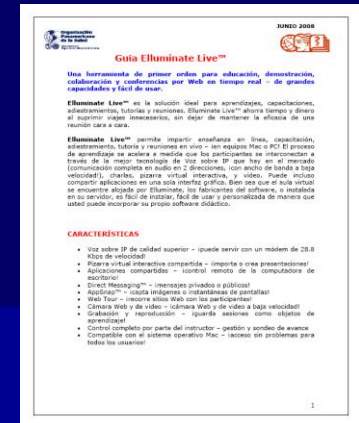 JUNIO 2008
Organización
Panamericana
de la Salud
Guía Elluminate Live™
Una herramienta de primer orden para educación, demostración,
colaboración y conferencias por Web en tiempo real – de grandes
capacidades y fácil de usar.
Elluminate Live™ es la solución ideal para aprendizajes, capacitaciones,
adiestramientos, tutorías y reuniones. Elluminate Live™ ahorra tiempo y dinero
al suprimir viajes innecesarios, sin dejar de mantener la eficacia de una
reunión cara a cara.
Elluminate Live™ permite impartir enseñanza en línea, capacitación,
adiestramiento, tutoría y reuniones en vivo – ¡en equipos Mac o PC! El proceso
de aprendizaje se acelera a medida que los participantes se interconectan a
través de la mejor tecnología de Voz sobre IP que hay en el mercado
(comunicación completa en audio en 2 direcciones, ¡con ancho de banda a baja
velocidad!), charlas, pizarra virtual interactiva, y video. Puede incluso
compartir aplicaciones en una sola interfaz gráfica. Bien sea que el aula virtual
se encuentre alojada por Elluminate, los fabricantes del software, o instalada
en su servidor, es fácil de instalar, fácil de usar y personalizada de manera que
usted puede incorporar su propio software didáctico.
CARACTERÍSTICAS
• Voz sobre IP de calidad superior – ¡puede servir con un módem de 28.8
Kbps de velocidad!
• Pizarra virtual interactiva compartida – ¡importa o crea presentaciones!
• Aplicaciones compartidas – ¡control remoto de la computadora de
escritorio!
• Direct Messaging™ – ¡mensajes privados o públicos!
• AppSnap™ – ¡capta imágenes o instantáneas de pantallas!
• Web Tour – ¡recorre sitios Web con los participantes!
• Cámara Web y de video – ¡cámara Web y de video a baja velocidad!
• Grabación y reproducción – ¡guarda sesiones como objetos de
aprendizaje!
• Control completo por parte del instructor – gestión y sondeo de avance
• Compatible con el sistema operativo Mac – ¡acceso sin problemas para
todos los usuarios!
1